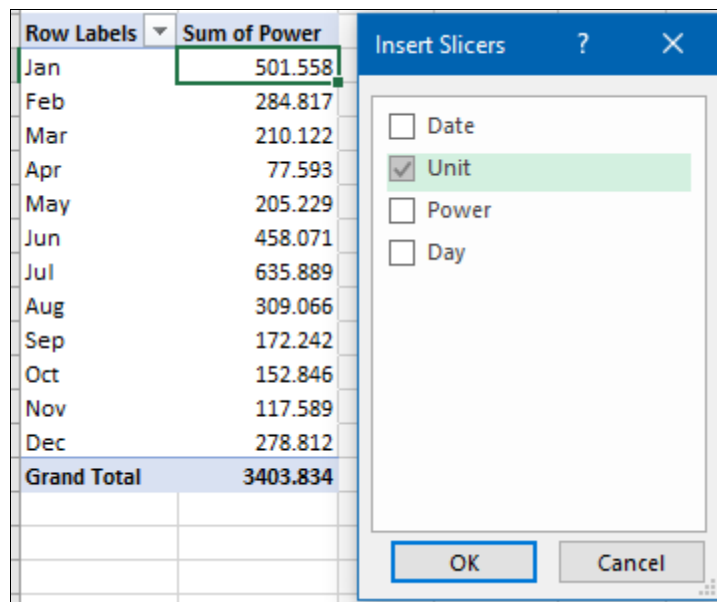 Row Labels Sum of Power
Jan 501.558
Feb 284.817
Mar 210.122
Apr 77.593
May 205.229
Jun 458.071
Jul 635.889
Aug 309.066
Sep 172.242
Oct 152.846
Nov 117.589
Dec 278.812
Grand Total 3403.834
Insert Slicers ?
Date
Unit
Power
Day
OK Cancel